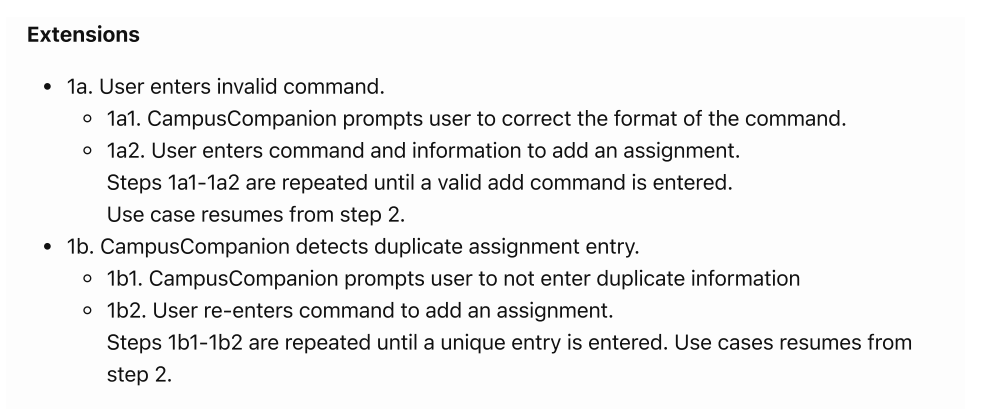 Extensions
• 1a. User enters invalid command.
◦ 1a1. CampusCompanion prompts user to correct the format of the command.
◦ 1a2. User enters command and information to add an assignment.
Steps 1a1-1a2 are repeated until a valid add command is entered.
Use case resumes from step 2.
• 1b. CampusCompanion detects duplicate assignment entry.
◦ 1b1. CampusCompanion prompts user to not enter duplicate information
◦ 1b2. User re-enters command to add an assignment.
Steps 1b1-1b2 are repeated until a unique entry is entered. Use cases resumes from
step 2.